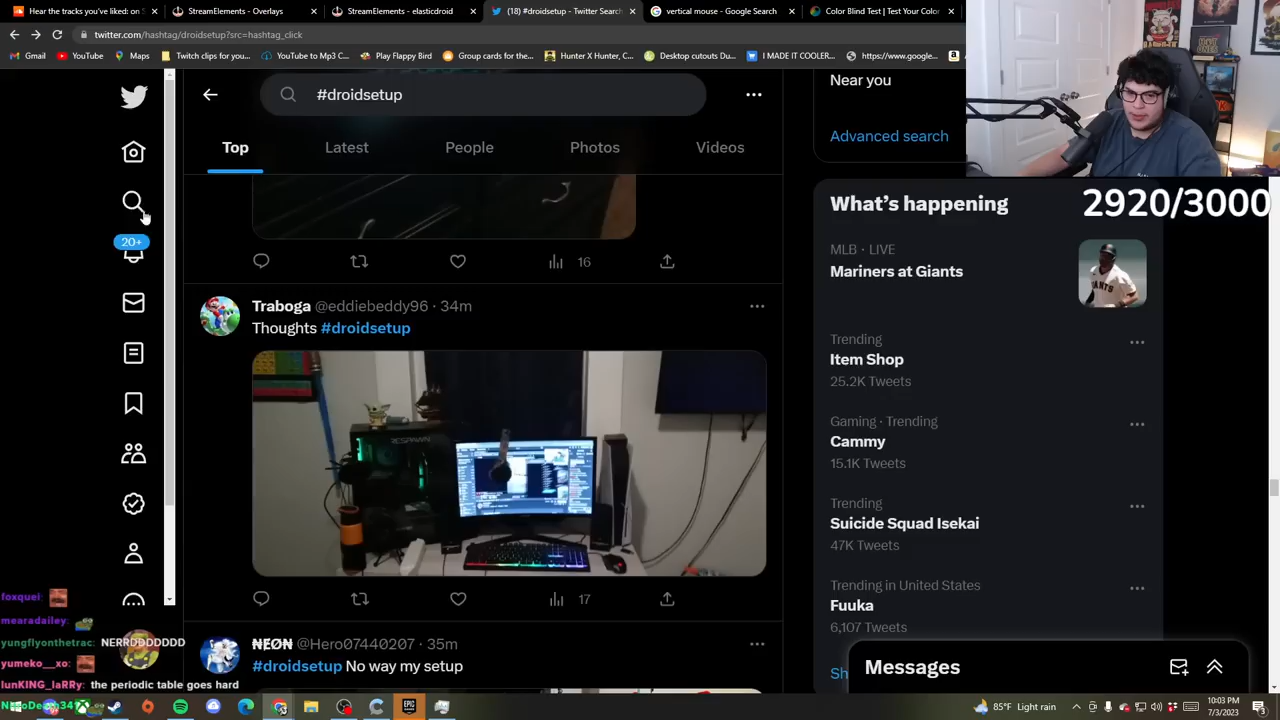 Hear the tracks you've liked: on S
StreamElements - Overlays
StreamElements - elasticdroid
(18) #droidsetup - Twitter Search
vertical mouse - Google Search
Color Blind Test | Test Your Color
twitter.com/hashtag/droidsetup?src=hashtag_click
Gmail
YouTube
Maps
Twitch clips for you...
YouTube to Mp3 C...
Play Flappy Bird
Group cards for the...
Hunter X Hunter, C...
Desktop cutouts Du...
I MADE IT COOLER...
https://www.google...
#droidsetup
Near you
Advanced search
Top
Latest
People
Photos
Videos
What's happening
2920/3000
20+
16
MLB · LIVE
Mariners at Giants
Traboga @eddiebeddy96 · 34m
Thoughts #droidsetup
RESPAWN
Trending
Item Shop
25.2K Tweets
Gaming · Trending
Cammy
15.1K Tweets
Trending
Suicide Squad Isekai
47K Tweets
Trending in United States
Fuuka
6,107 Tweets
17
foxquei:
mearadailey:
yungflyonthetrac: NERRDDDDDDD
yumeko__xo:
lunKING_laRRy: the periodic table goes hard
₦EØ₦ @Hero07440207 · 35m
#droidsetup No way my setup
Sh
Messages
85°F Light rain
10:03 PM
7/3/2023